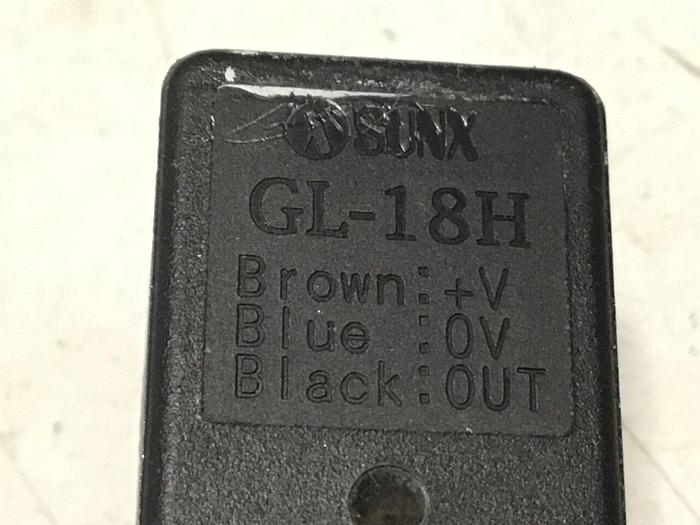 SUNX
GL-18H
Brown:+V
Blue :0V
Black:OUT